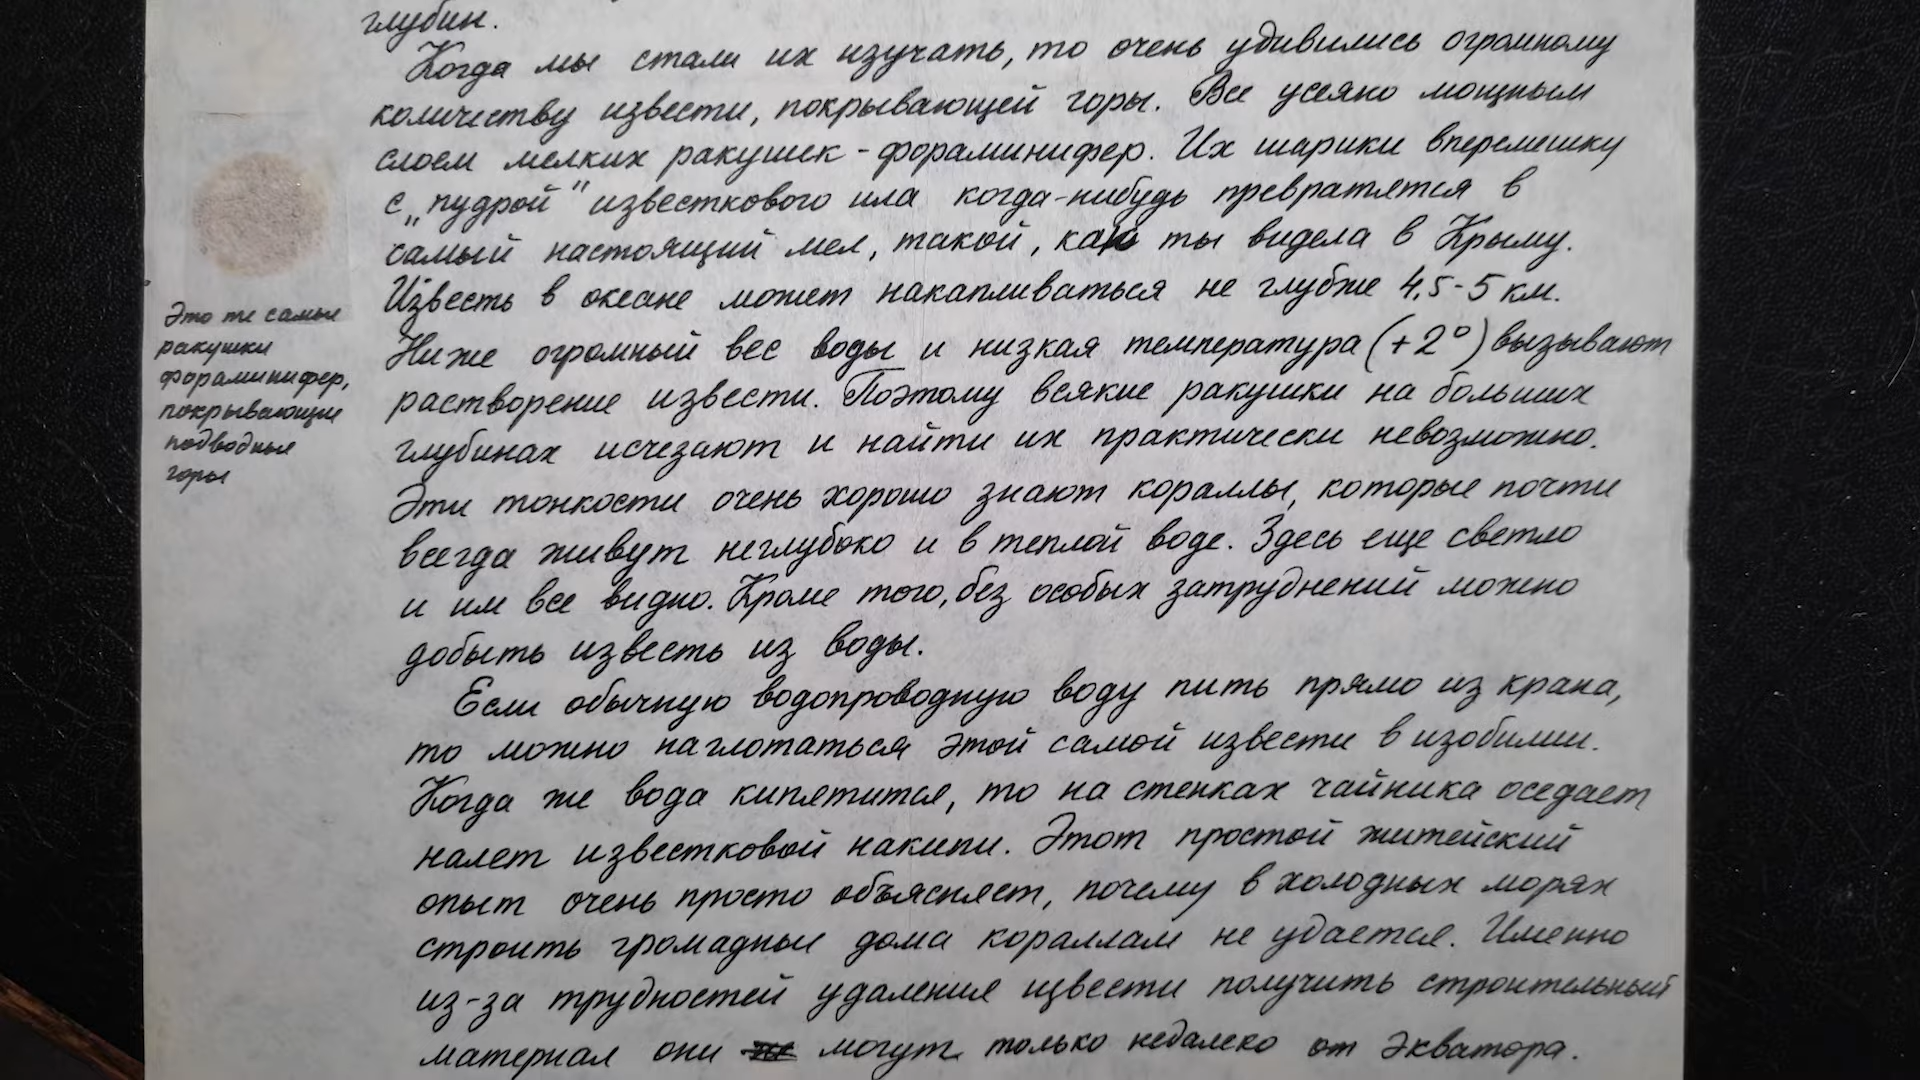 глубин.
Когда мы стали их изучать, то очень удивились огромному
количеству извести, покрывающей горы. Все усеяно мощным
слоем мелких ракушек - фораминифер. Их шарики вперемешку
с „пудрой" известкового ила когда-нибудь превратятся в
самый настоящий мел, такой, как ты видела в Крыму.
Известь в океане может накапливаться не глубже 4,5-5 км.
Ниже огромный вес воды и низкая температура (+2°) вызывают
растворение извести. Поэтому всякие ракушки на больших
глубинах исчезают и найти их практически невозможно.
Эти тонкости очень хорошо знают кораллы, которые почти
всегда живут неглубоко и в теплой воде. Здесь еще светло
и им все видно. Кроме того, без особых затруднений можно
добыть известь из воды.
Если обычную водопроводную воду пить прямо из крана,
то можно наглотаться этой самой извести в изобилии.
Когда же вода кипятится, то на стенках чайника оседает
налет известковой накипи. Этот простой житейский
опыт очень просто объясняет, почему в холодных морях
строить громадные дома кораллам не удается. Именно
из-за трудностей удаления извести получить строительный
материал они могут только недалеко от экватора.
Это те самые
ракушки
фораминифер,
покрывающие
подводные
горы